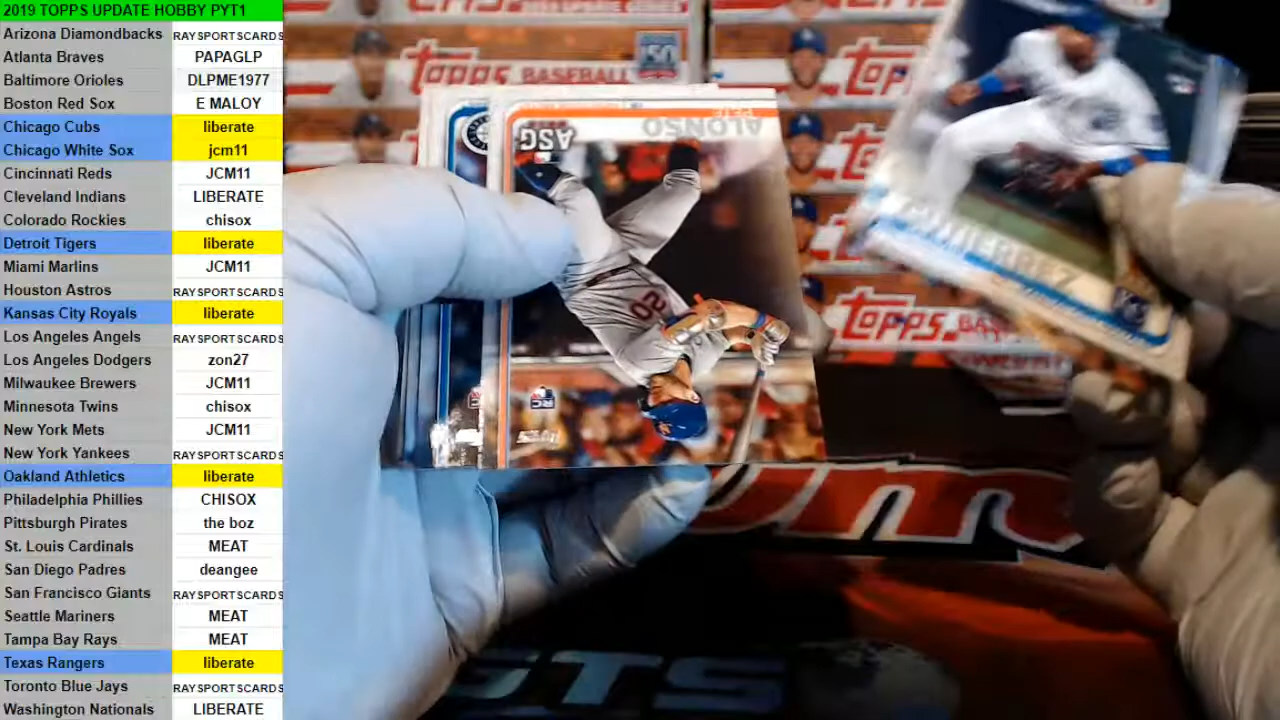 2019 TOPPS UPDATE HOBBY PYT1
Arizona Diamondbacks RAYSPORTSCARDS
Atlanta Braves PAPAGLP
Baltimore Orioles DLPME1977
Boston Red Sox E MALOY
Chicago Cubs liberate
Chicago White Sox jcm11
Cincinnati Reds JCM11
Cleveland Indians LIBERATE
Colorado Rockies chisox
Detroit Tigers liberate
Miami Marlins JCM11
Houston Astros RAYSPORTSCARDS
Kansas City Royals liberate
Los Angeles Angels RAYSPORTSCARDS
Los Angeles Dodgers zon27
Milwaukee Brewers JCM11
Minnesota Twins chisox
New York Mets JCM11
New York Yankees RAYSPORTSCARDS
Oakland Athletics liberate
Philadelphia Phillies CHISOX
Pittsburgh Pirates the boz
St. Louis Cardinals MEAT
San Diego Padres deangee
San Francisco Giants RAYSPORTSCARDS
Seattle Mariners MEAT
Tampa Bay Rays MEAT
Texas Rangers liberate
Toronto Blue Jays RAYSPORTSCARDS
Washington Nationals LIBERATE
Topps BASEBALL
150
PETE
ALONSO
ASG
20
RC
Topps
GTS